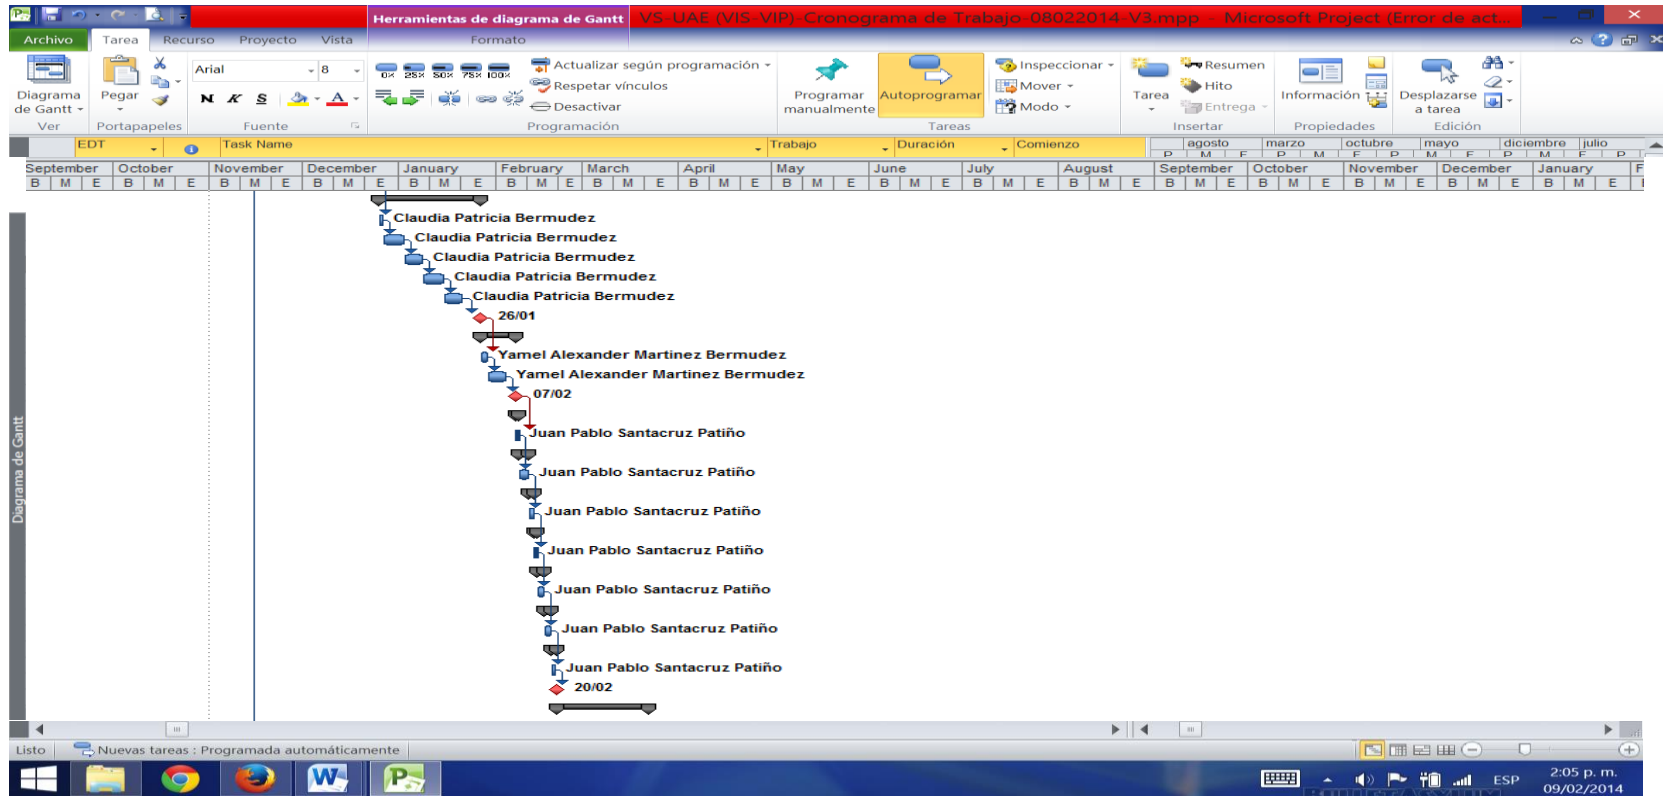 Herramientas de diagrama de Gantt VS-UAE (VIS-VIP)-Cronograma de Trabajo-08022014-V3.mpp - Microsoft Project (Error de act...
Archivo Tarea Recurso Proyecto Vista Formato
Diagrama de Gantt
Pegar
Arial 8
N K S A
0% 25% 50% 75% 100%
Actualizar según programación
Respetar vínculos
Desactivar
Programar manualmente
Autoprogramar
Inspeccionar
Mover
Modo
Tarea
Resumen
Hito
Entrega
Información
Desplazarse a tarea
Ver Portapapeles Fuente Programación Tareas Insertar Propiedades Edición
EDT Task Name Trabajo Duración Comienzo agosto marzo octubre mayo diciembre julio
P M F P M F P M F P M F P
September October November December January February March April May June July August September October November December January F
B M E B M E B M E B M E B M E B M E B M E B M E B M E B M E B M E B M E B M E B M E B M E B M E B M E
Claudia Patricia Bermudez
Claudia Patricia Bermudez
Claudia Patricia Bermudez
Claudia Patricia Bermudez
Claudia Patricia Bermudez
26/01
Yamel Alexander Martinez Bermudez
Yamel Alexander Martinez Bermudez
07/02
Juan Pablo Santacruz Patiño
Juan Pablo Santacruz Patiño
Juan Pablo Santacruz Patiño
Juan Pablo Santacruz Patiño
Juan Pablo Santacruz Patiño
Juan Pablo Santacruz Patiño
Juan Pablo Santacruz Patiño
20/02
Diagrama de Gantt
Listo Nuevas tareas : Programada automáticamente
ESP 2:05 p. m.
09/02/2014